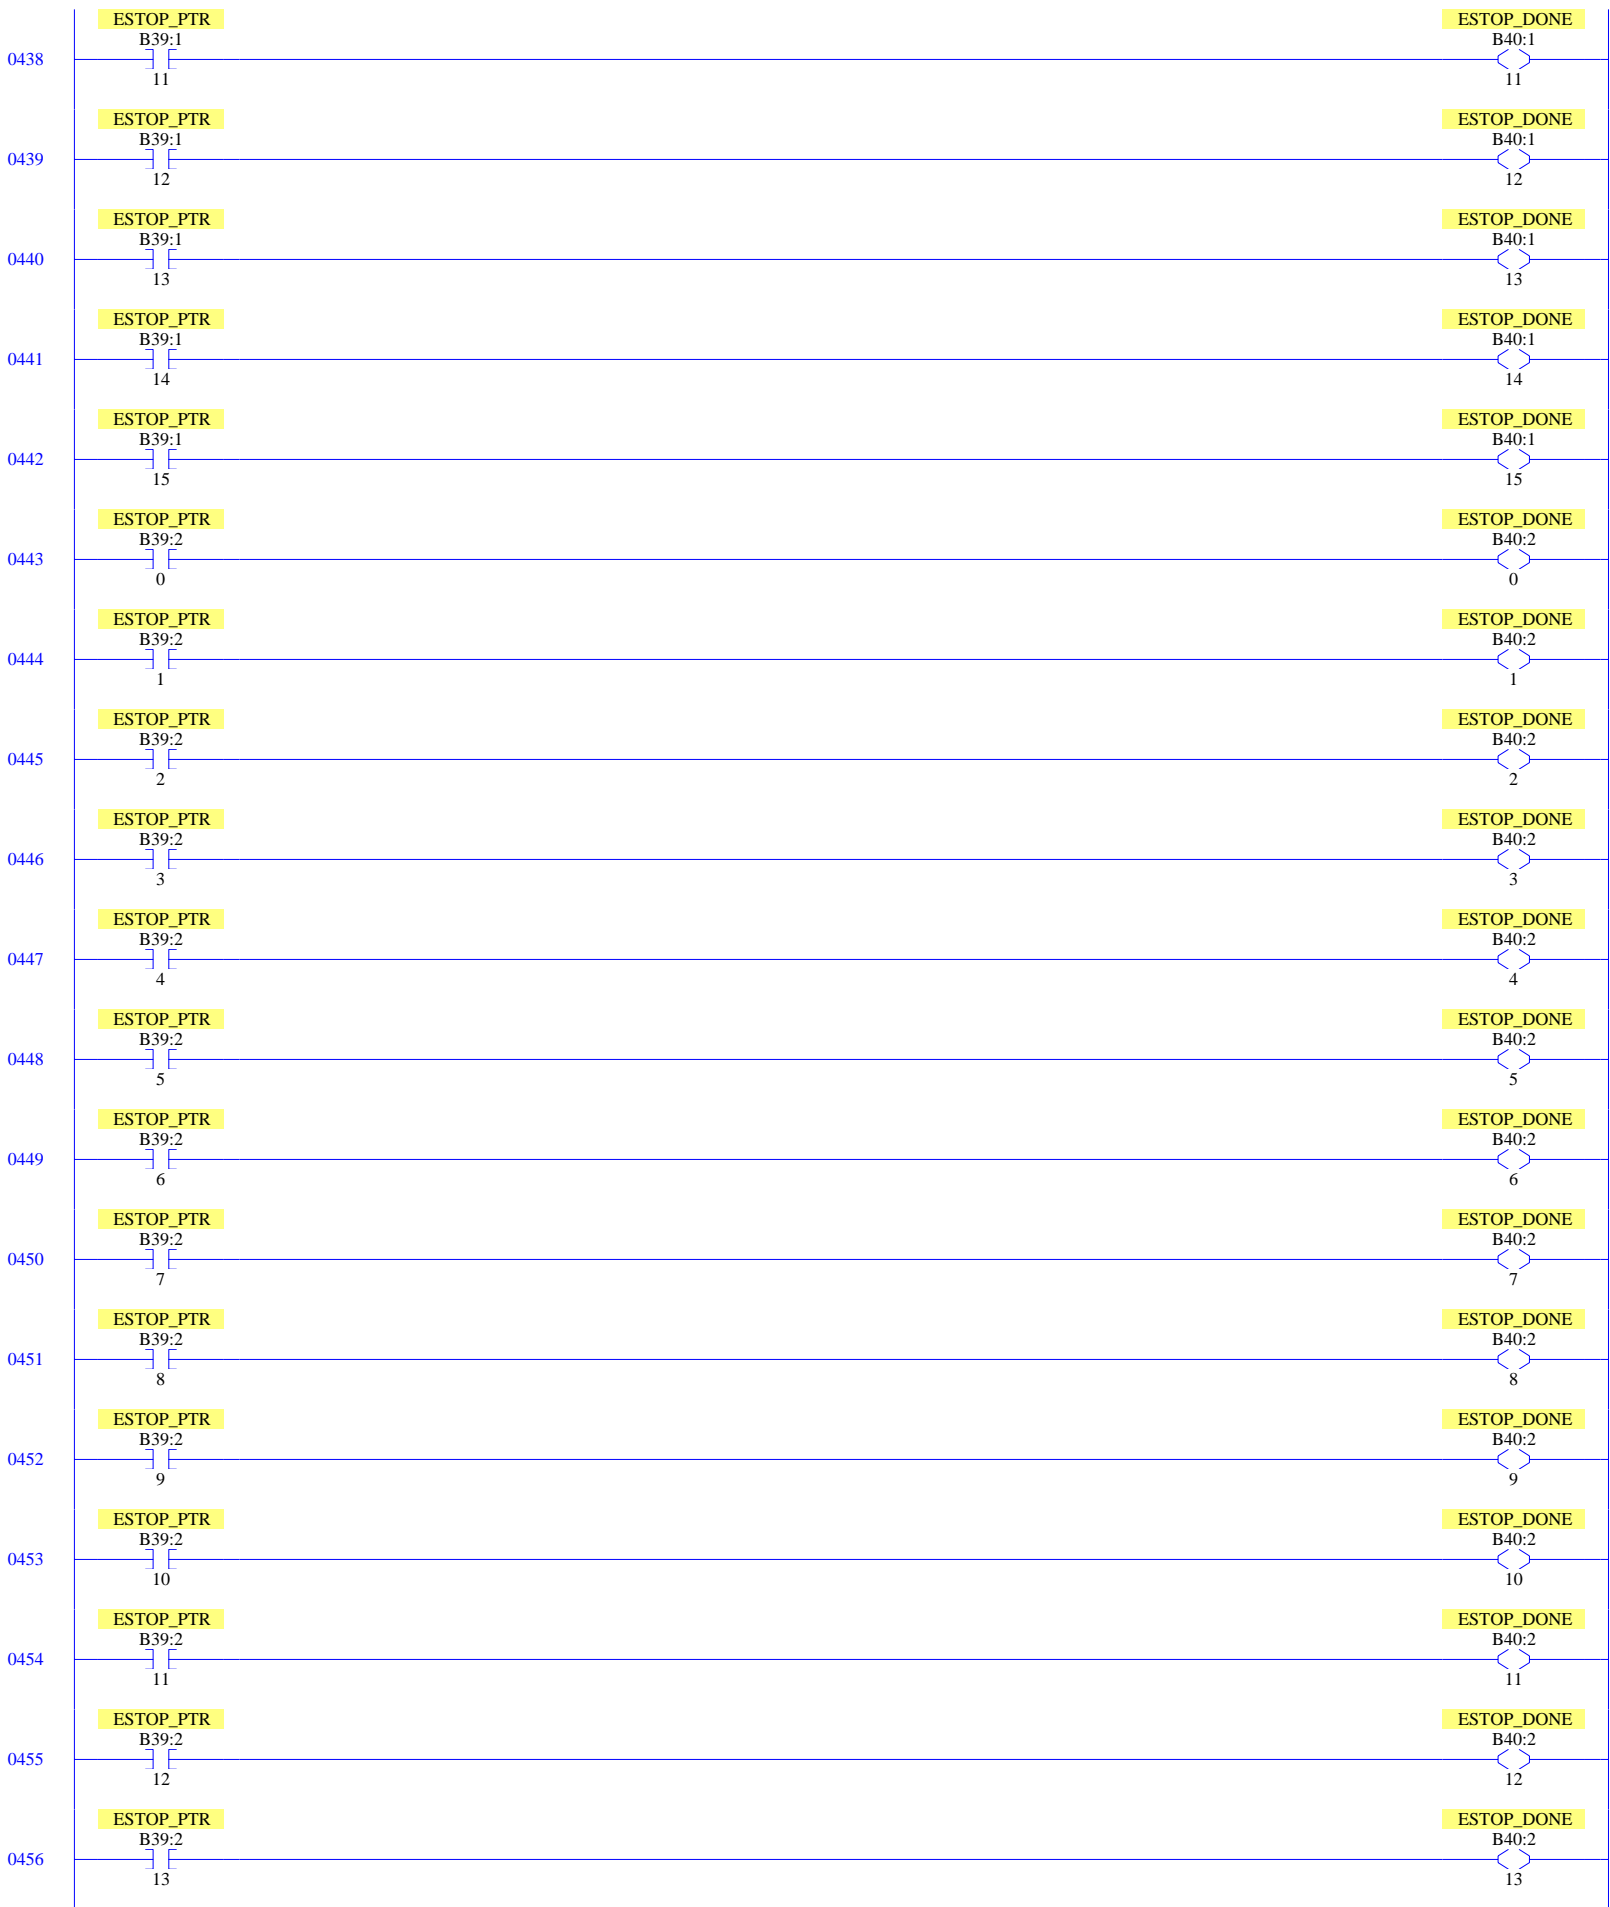 ESTOP_PTR ESTOP_DONE
B39:1 B40:1
0438
11 11
ESTOP_PTR ESTOP_DONE
B39:1 B40:1
0439
12 12
ESTOP_PTR ESTOP_DONE
B39:1 B40:1
0440
13 13
ESTOP_PTR ESTOP_DONE
B39:1 B40:1
0441
14 14
ESTOP_PTR ESTOP_DONE
B39:1 B40:1
0442
15 15
ESTOP_PTR ESTOP_DONE
B39:2 B40:2
0443
0 0
ESTOP_PTR ESTOP_DONE
B39:2 B40:2
0444
1 1
ESTOP_PTR ESTOP_DONE
B39:2 B40:2
0445
2 2
ESTOP_PTR ESTOP_DONE
B39:2 B40:2
0446
3 3
ESTOP_PTR ESTOP_DONE
B39:2 B40:2
0447
4 4
ESTOP_PTR ESTOP_DONE
B39:2 B40:2
0448
5 5
ESTOP_PTR ESTOP_DONE
B39:2 B40:2
0449
6 6
ESTOP_PTR ESTOP_DONE
B39:2 B40:2
0450
7 7
ESTOP_PTR ESTOP_DONE
B39:2 B40:2
0451
8 8
ESTOP_PTR ESTOP_DONE
B39:2 B40:2
0452
9 9
ESTOP_PTR ESTOP_DONE
B39:2 B40:2
0453
10 10
ESTOP_PTR ESTOP_DONE
B39:2 B40:2
0454
11 11
ESTOP_PTR ESTOP_DONE
B39:2 B40:2
0455
12 12
ESTOP_PTR ESTOP_DONE
B39:2 B40:2
0456
13 13